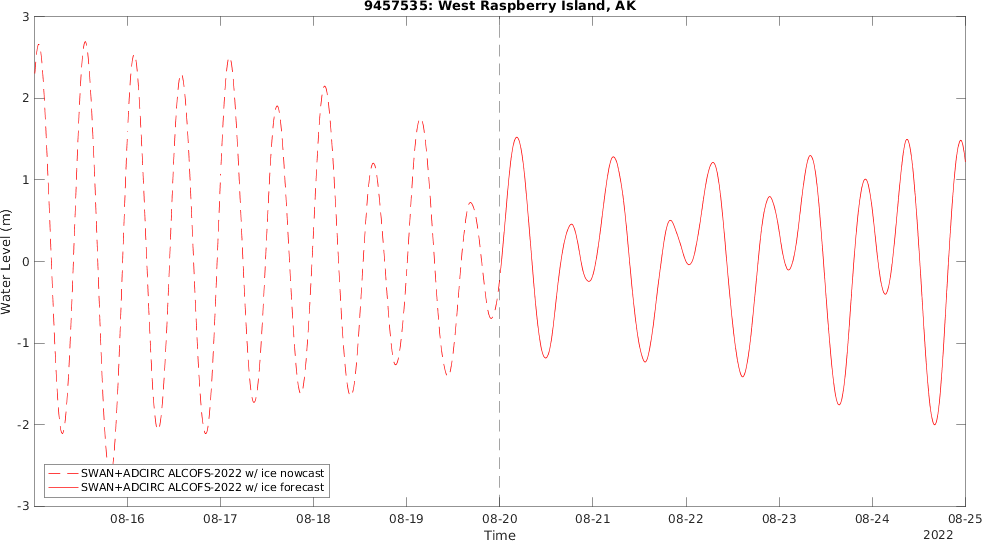 9457535: West Raspberry Island, AK
3
2
1
0
-1
-2
-3
Water Level (m)
SWAN+ADCIRC ALCOFS-2022 w/ ice nowcast
SWAN+ADCIRC ALCOFS-2022 w/ ice forecast
08-16 08-17 08-18 08-19 08-20 08-21 08-22 08-23 08-24 08-25
Time
2022